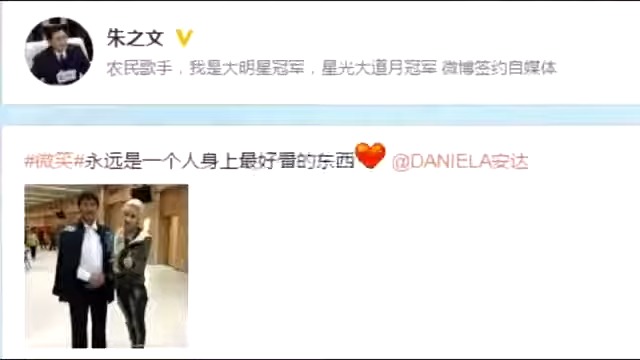 朱之文
农民歌手，我是大明星冠军，星光大道月冠军 微博签约自媒体
#微笑#永远是一个人身上最好看的东西 @DANIELA安达